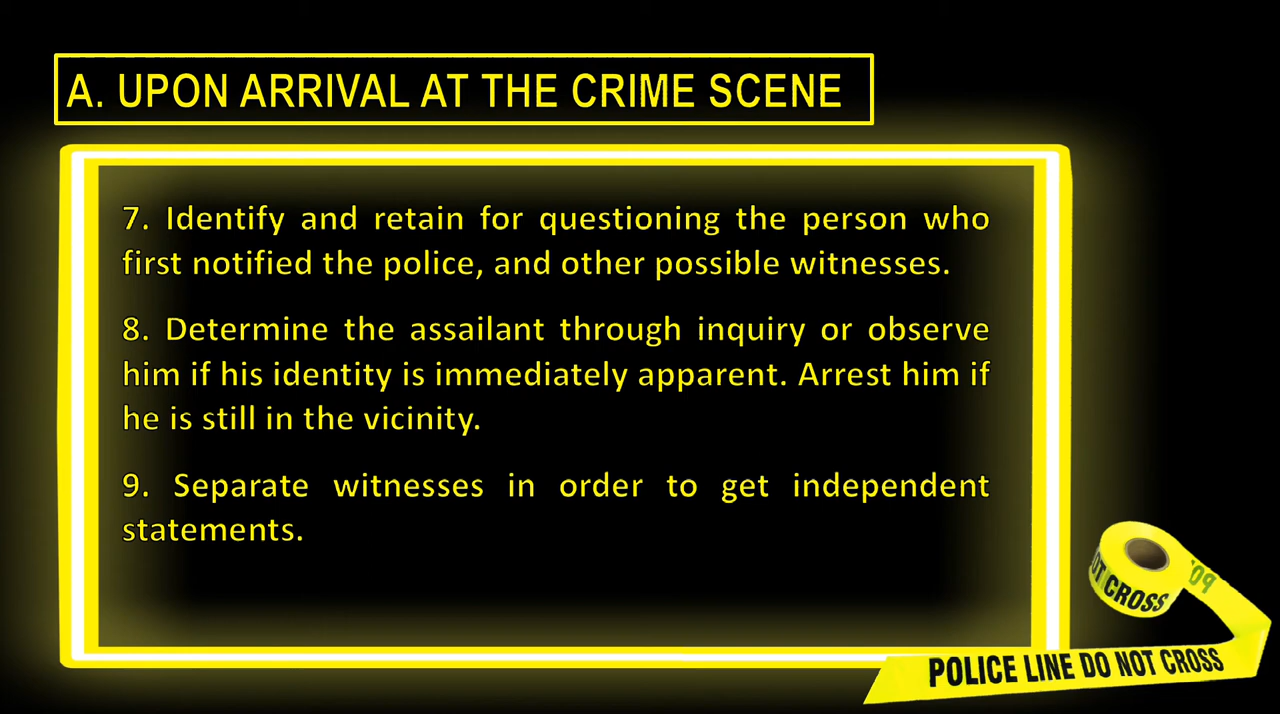 A. UPON ARRIVAL AT THE CRIME SCENE
7. Identify and retain for questioning the person who
first notified the police, and other possible witnesses.
8. Determine the assailant through inquiry or observe
him if his identity is immediately apparent. Arrest him if
he is still in the vicinity.
9. Separate witnesses in order to get independent
statements.
OT CROSS
PO
POLICE LINE DO NOT CROSS